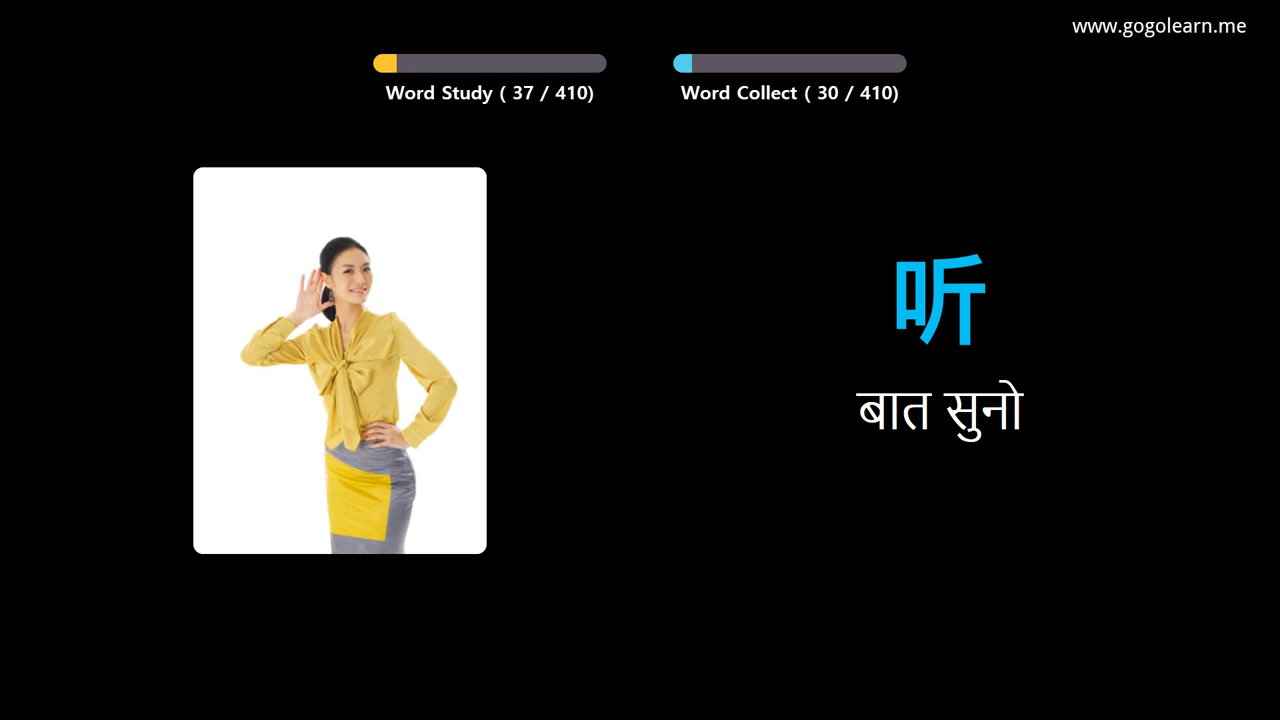 www.gogolearn.me
Word Study ( 37 / 410)
Word Collect ( 30 / 410)
听
बात सुनो